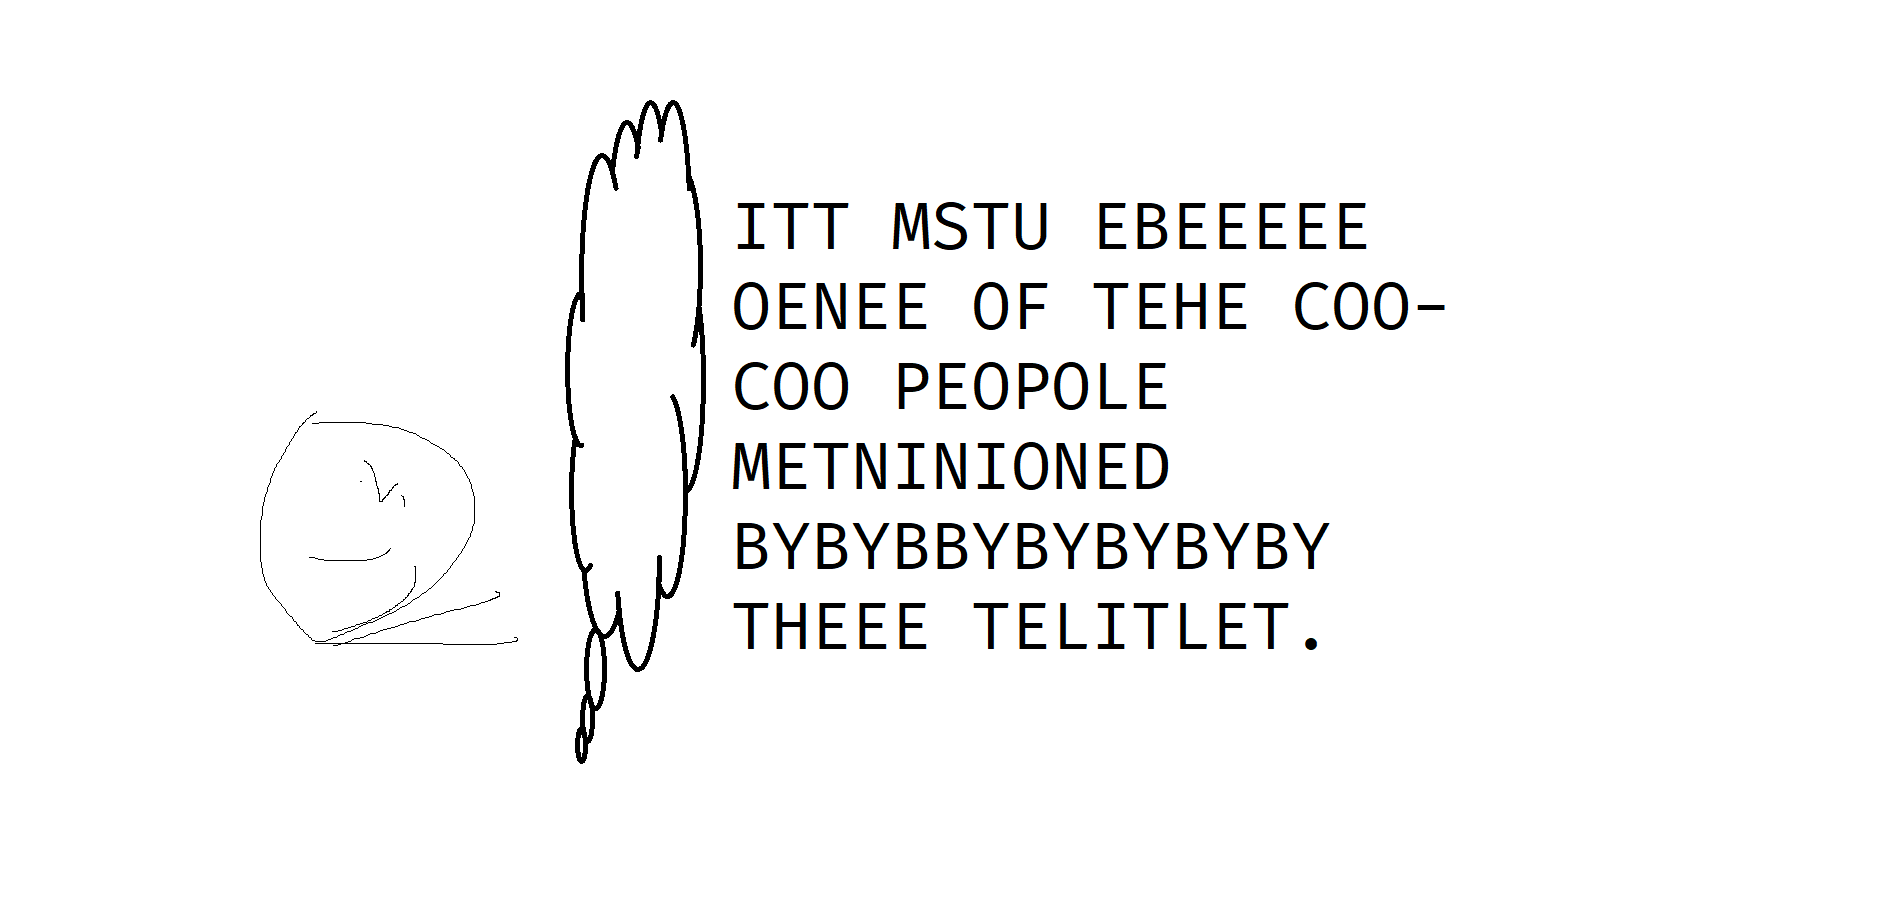 ITT MSTU EBEEEEE
OENEE OF TEHE COO-
COO PEOPOLE
METNINIONED
BYBYBBYBYBYBYBY
THEEE TELITLET.